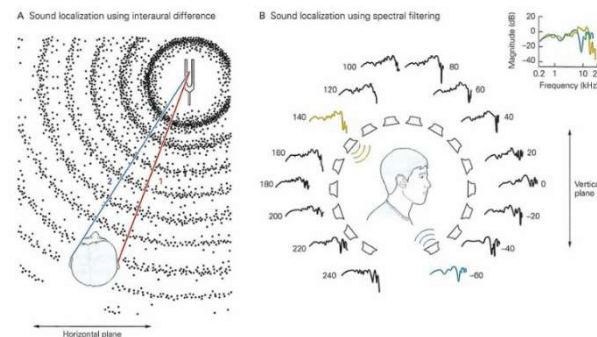 A Sound localization using interaural difference
2
1
Horizontal plane
B Sound localization using spectral filtering
100
80
120
60
140
40
160
20
180
0
200
-20
220
-40
240
-60
Magnitude (dB)
20
0
-20
-40
0.2 1 10
Frequency (kHz)
Vertical
plane